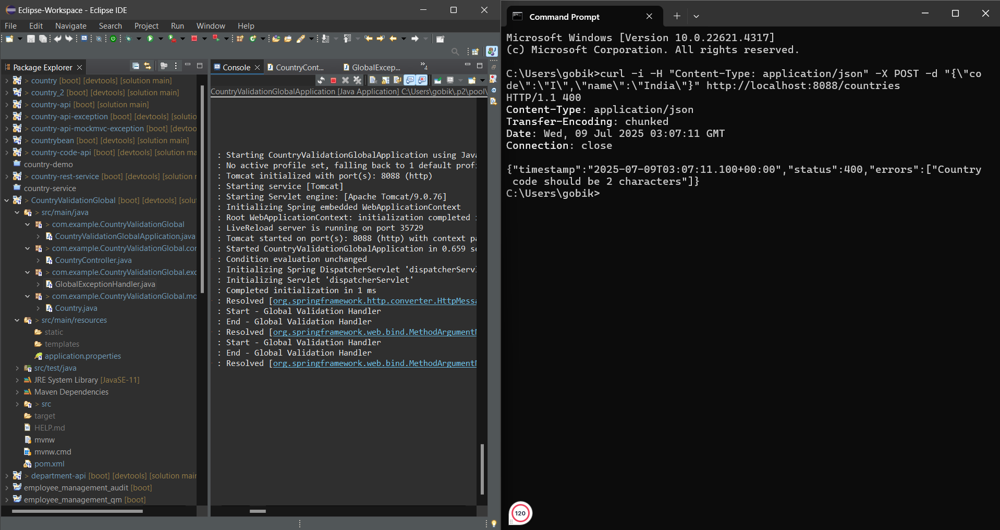 Eclipse-Workspace - Eclipse IDE
File Edit Navigate Search Project Run Window Help
Package Explorer
> country [boot] [devtools] [solution main]
> country_2 [boot] [devtools] [solution main]
> country-api [boot] [solution main]
> country-api-exception [boot] [devtools] [solutio
> country-api-mockmvc-exception [boot] [devtoo
> countrybean [boot] [devtools] [solution main]
> country-code-api [boot] [devtools] [solution ma
country-demo
> country-rest-service [boot] [devtools] [solution r
country-service
> CountryValidationGlobal [boot] [devtools] [solut
> src/main/java
> com.example.CountryValidationGlobal
CountryValidationGlobalApplication.java
> com.example.CountryValidationGlobal.cor
CountryController.java
> com.example.CountryValidationGlobal.exc
GlobalExceptionHandler.java
> com.example.CountryValidationGlobal.mo
Country.java
> src/main/resources
static
templates
application.properties
src/test/java
JRE System Library [JavaSE-11]
Maven Dependencies
> src
target
HELP.md
mvnw
mvnw.cmd
pom.xml
> department-api [boot] [devtools] [solution main
employee_management_audit [boot]
employee_management_qm [boot]
Console CountryCont... GlobalExcep... »4
CountryValidationGlobalApplication [Java Application] C:\Users\gobik\.p2\pool\
: Starting CountryValidationGlobalApplication using Java
: No active profile set, falling back to 1 default profi
: Tomcat initialized with port(s): 8088 (http)
: Starting service [Tomcat]
: Starting Servlet engine: [Apache Tomcat/9.0.76]
: Initializing Spring embedded WebApplicationContext
: Root WebApplicationContext: initialization completed i
: LiveReload server is running on port 35729
: Tomcat started on port(s): 8088 (http) with context pa
: Started CountryValidationGlobalApplication in 0.659 se
: Condition evaluation unchanged
: Initializing Spring DispatcherServlet 'dispatcherServl
: Initializing Servlet 'dispatcherServlet'
: Completed initialization in 1 ms
: Resolved [org.springframework.http.converter.HttpMessa
: Start - Global Validation Handler
: End - Global Validation Handler
: Resolved [org.springframework.web.bind.MethodArgumentN
: Start - Global Validation Handler
: End - Global Validation Handler
: Resolved [org.springframework.web.bind.MethodArgumentN
Command Prompt
Microsoft Windows [Version 10.0.22621.4317]
(c) Microsoft Corporation. All rights reserved.
C:\Users\gobik>curl -i -H "Content-Type: application/json" -X POST -d "{\"co
de\":\"I\",\"name\":\"India\"}" http://localhost:8088/countries
HTTP/1.1 400
Content-Type: application/json
Transfer-Encoding: chunked
Date: Wed, 09 Jul 2025 03:07:11 GMT
Connection: close
{"timestamp":"2025-07-09T03:07:11.100+00:00","status":400,"errors":["Country
code should be 2 characters"]}
C:\Users\gobik>
120